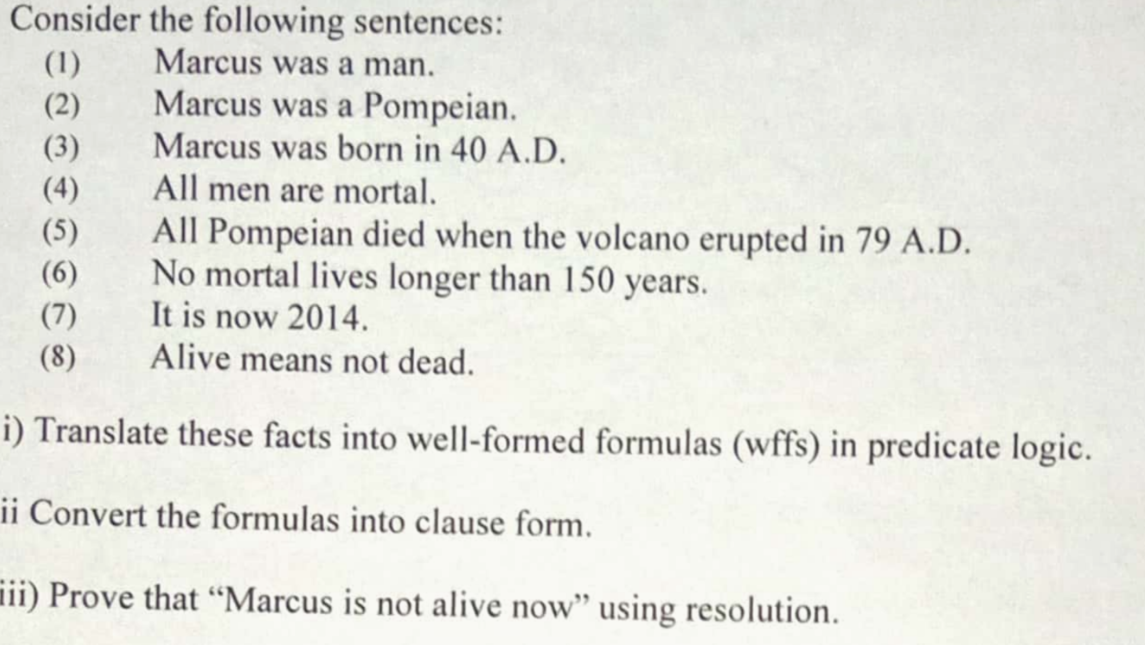 Consider the following sentences:
(1) Marcus was a man.
(2) Marcus was a Pompeian.
(3) Marcus was born in 40 A.D.
(4) All men are mortal.
(5) All Pompeian died when the volcano erupted in 79 A.D.
(6) No mortal lives longer than 150 years.
(7) It is now 2014.
(8) Alive means not dead.
i) Translate these facts into well-formed formulas (wffs) in predicate logic.
ii Convert the formulas into clause form.
iii) Prove that “Marcus is not alive now” using resolution.